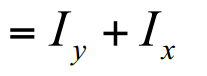 = I_y + I_x